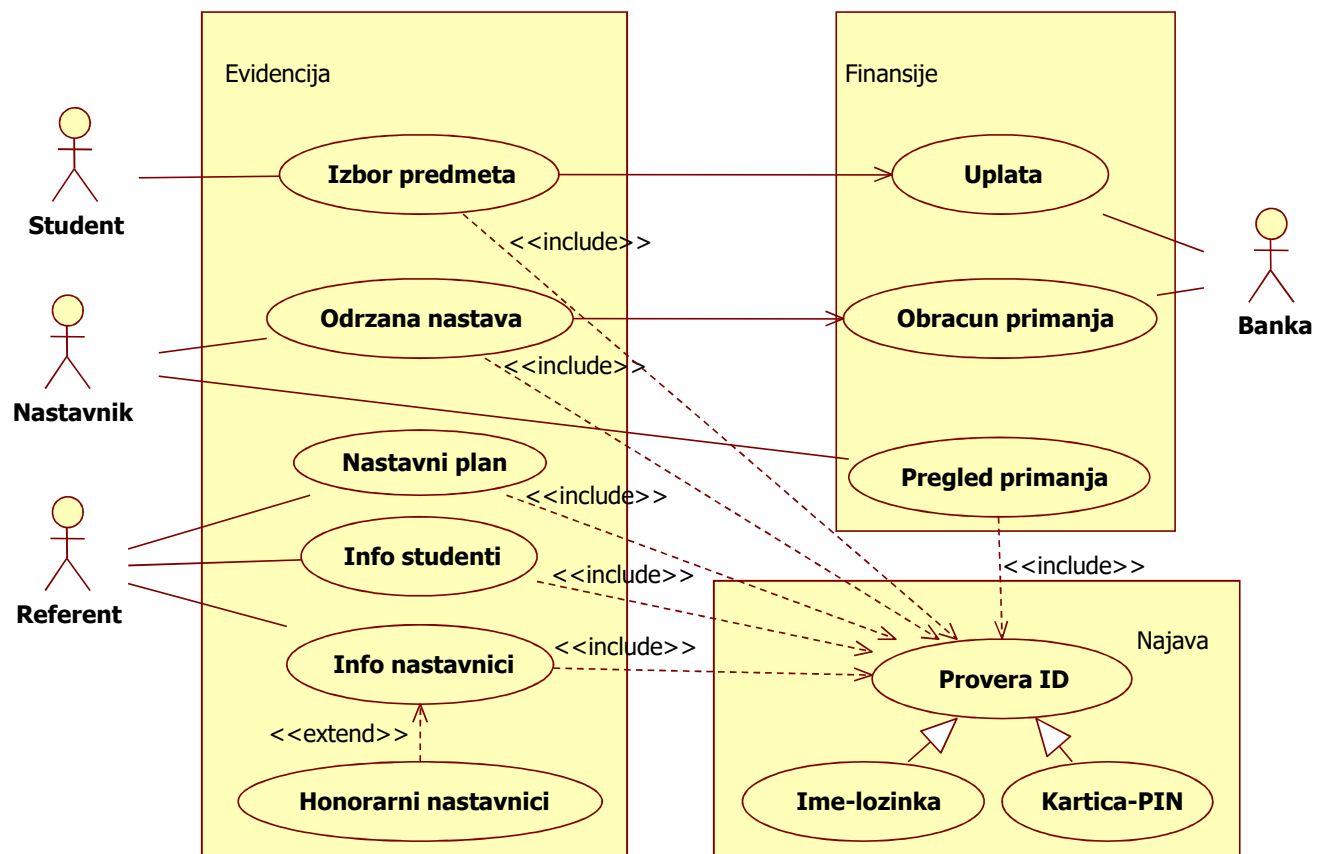 Evidencija
Finansije
Student
Izbor predmeta
Uplata
<<include>>
Banka
Nastavnik
Odrzana nastava
Obracun primanja
<<include>>
Nastavni plan
Pregled primanja
<<include>>
Referent
Info studenti
<<include>>
<<include>>
Najava
Info nastavnici
<<include>>
Provera ID
<<extend>>
Honorarni nastavnici
Ime-lozinka
Kartica-PIN